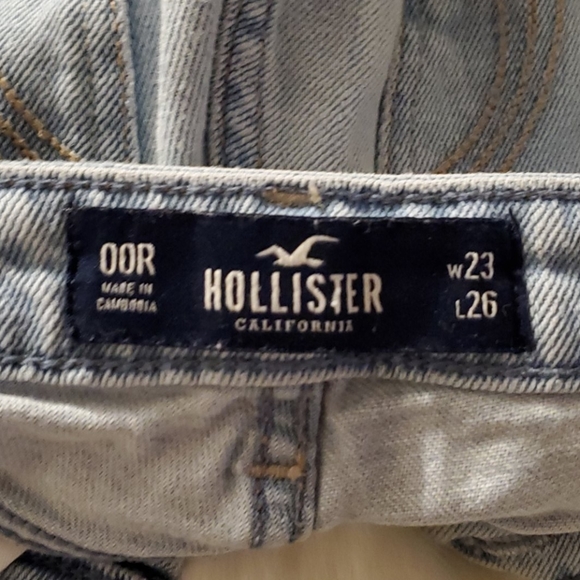 00R
MADE IN
CAMBODIA
HOLLISTER
CALIFORNIA
W23
L26